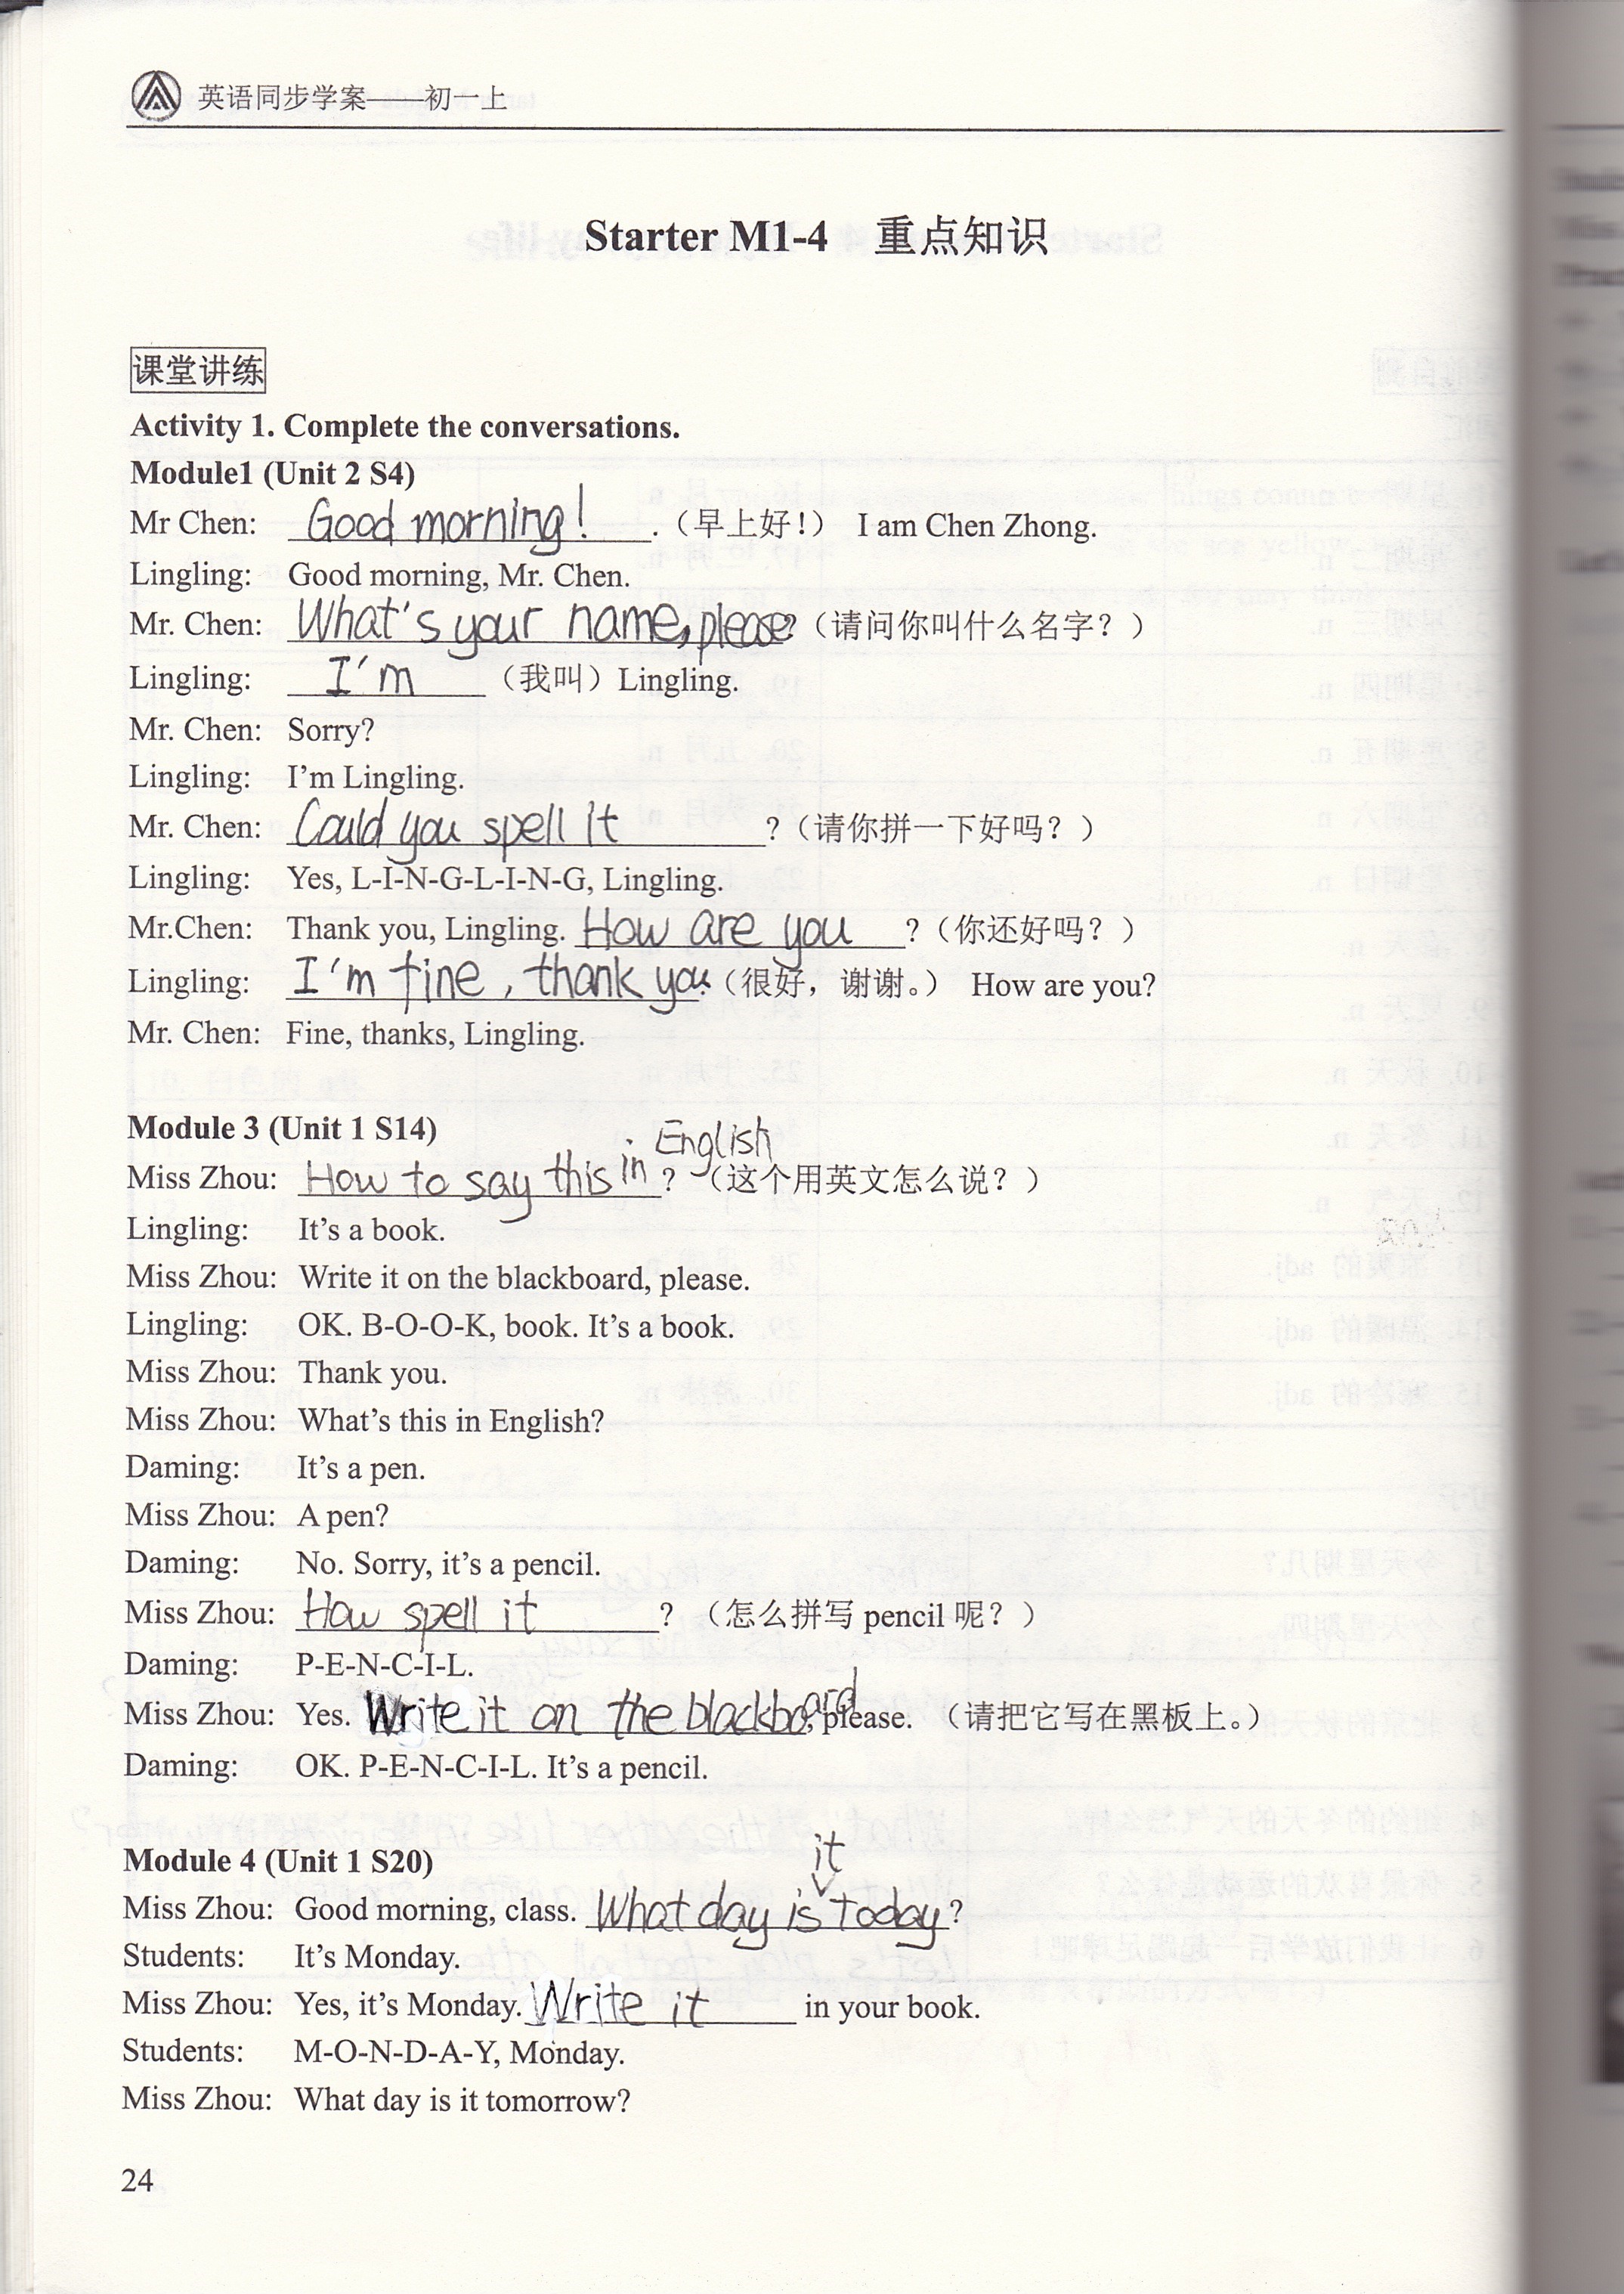 英语同步学案——初一上
Starter M1-4 重点知识
课堂讲练
Activity 1. Complete the conversations.
Module1 (Unit 2 S4)
Mr Chen: Good morning! .（早上好！） I am Chen Zhong.
Lingling: Good morning, Mr. Chen.
Mr. Chen: What's your name, please?（请问你叫什么名字？）
Lingling: I'm （我叫）Lingling.
Mr. Chen: Sorry?
Lingling: I'm Lingling.
Mr. Chen: Could you spell it ?（请你拼一下好吗？）
Lingling: Yes, L-I-N-G-L-I-N-G, Lingling.
Mr.Chen: Thank you, Lingling. How are you ?（你还好吗？）
Lingling: I'm fine, thank you.（很好，谢谢。） How are you?
Mr. Chen: Fine, thanks, Lingling.
Module 3 (Unit 1 S14)
Miss Zhou: How to say this in English ? （这个用英文怎么说？）
Lingling: It's a book.
Miss Zhou: Write it on the blackboard, please.
Lingling: OK. B-O-O-K, book. It's a book.
Miss Zhou: Thank you.
Miss Zhou: What's this in English?
Daming: It's a pen.
Miss Zhou: A pen?
Daming: No. Sorry, it's a pencil.
Miss Zhou: How spell it ? （怎么拼写 pencil 呢？）
Daming: P-E-N-C-I-L.
Miss Zhou: Yes. Write it on the blackboard, please. （请把它写在黑板上。）
Daming: OK. P-E-N-C-I-L. It's a pencil.
Module 4 (Unit 1 S20)
Miss Zhou: Good morning, class. What day is it today?
Students: It's Monday.
Miss Zhou: Yes, it's Monday. Write it in your book.
Students: M-O-N-D-A-Y, Monday.
Miss Zhou: What day is it tomorrow?
24